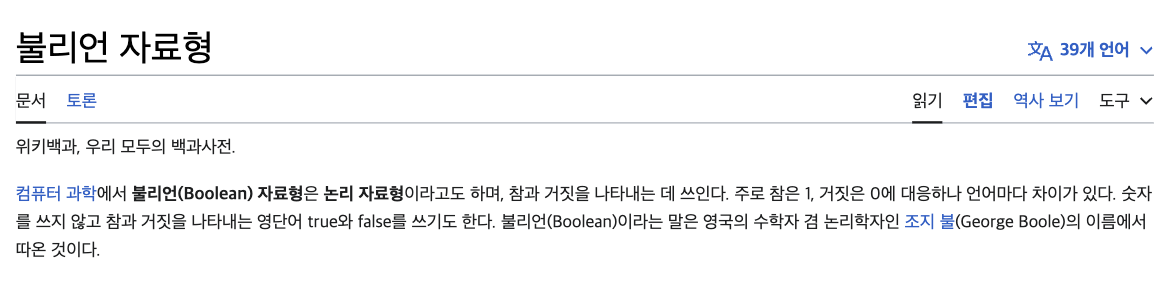 불리언 자료형
39개 언어
문서 토론 읽기 편집 역사 보기 도구
위키백과, 우리 모두의 백과사전.
컴퓨터 과학에서 불리언(Boolean) 자료형은 논리 자료형이라고도 하며, 참과 거짓을 나타내는 데 쓰인다. 주로 참은 1, 거짓은 0에 대응하나 언어마다 차이가 있다. 숫자
를 쓰지 않고 참과 거짓을 나타내는 영단어 true와 false를 쓰기도 한다. 불리언(Boolean)이라는 말은 영국의 수학자 겸 논리학자인 조지 불(George Boole)의 이름에서
따온 것이다.